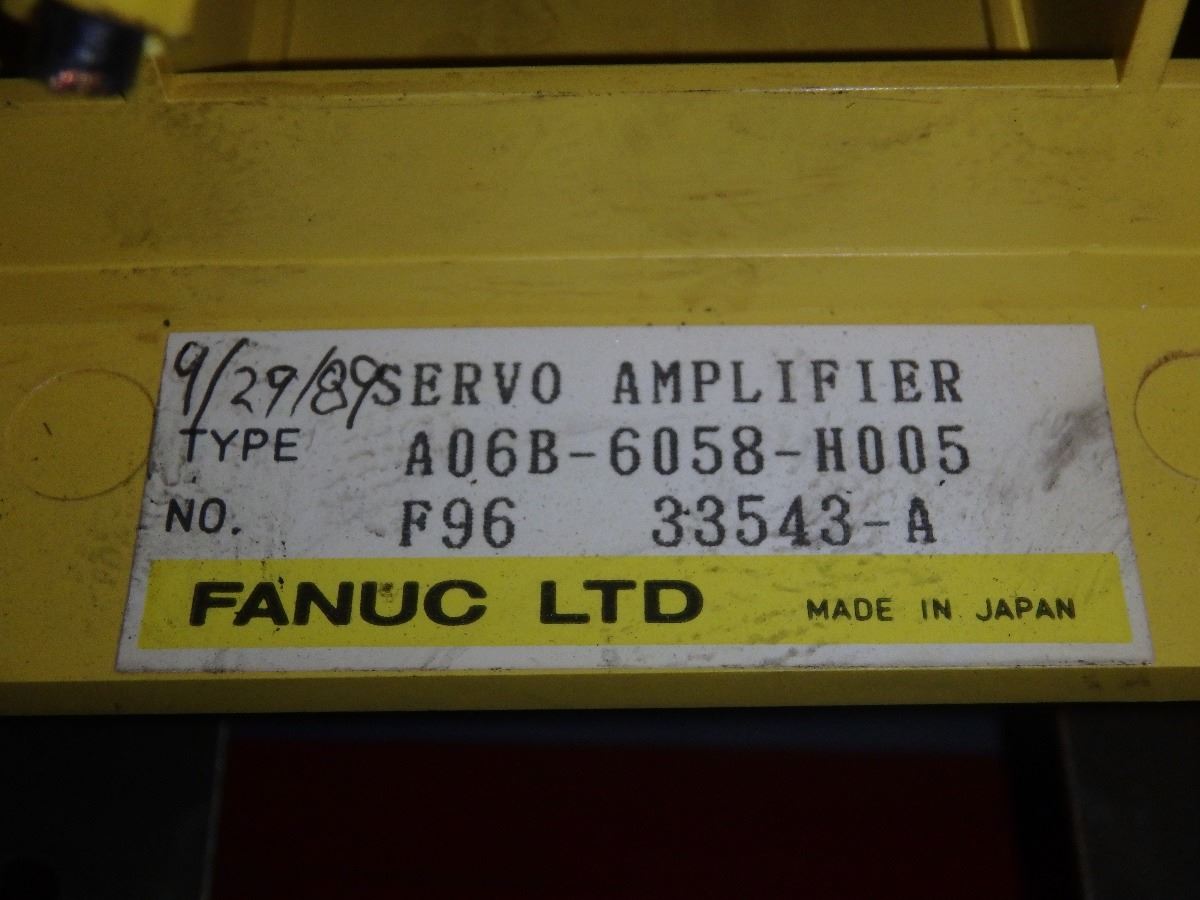 9/29/89 SERVO AMPLIFIER
TYPE A06B-6058-H005
NO. F96 33543-A
FANUC LTD MADE IN JAPAN